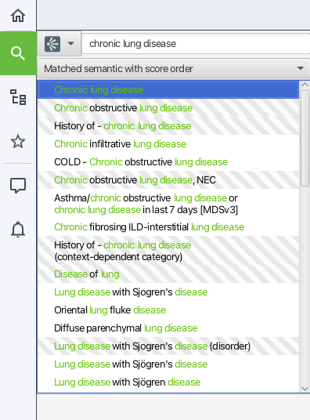 chronic lung disease
Matched semantic with score order
Chronic lung disease
Chronic obstructive lung disease
History of - chronic lung disease
Chronic infiltrative lung disease
COLD - Chronic obstructive lung disease
Chronic obstructive lung disease, NEC
Asthma/chronic obstructive lung disease or
chronic lung disease in last 7 days [MDSv3]
Chronic fibrosing ILD-interstitial lung disease
History of - chronic lung disease
(context-dependent category)
Disease of lung
Lung disease with Sjogren's disease
Oriental lung fluke disease
Diffuse parenchymal lung disease
Lung disease with Sjogren's disease (disorder)
Lung disease with Sjögren's disease
Lung disease with Sjögren disease